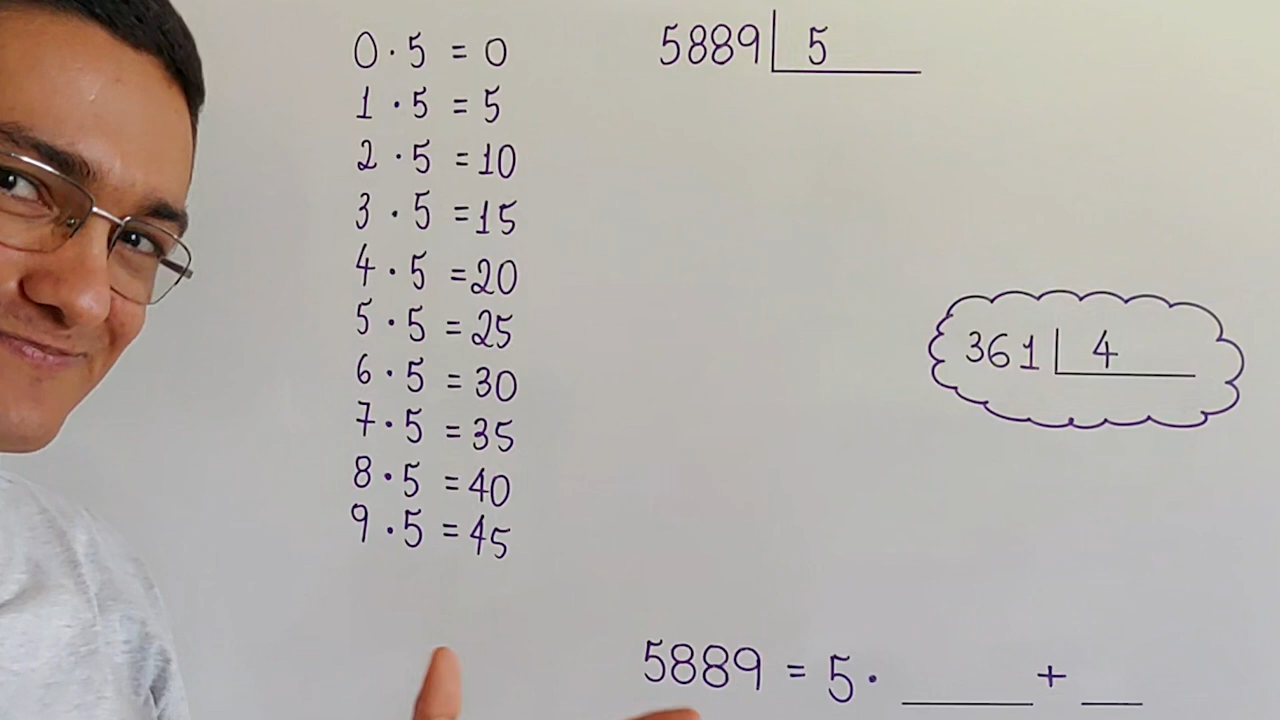 0 · 5 = 0
1 · 5 = 5
2 · 5 = 10
3 · 5 = 15
4 · 5 = 20
5 · 5 = 25
6 · 5 = 30
7 · 5 = 35
8 · 5 = 40
9 · 5 = 45
5889 | 5
361 | 4
5889 = 5 · ____ + __